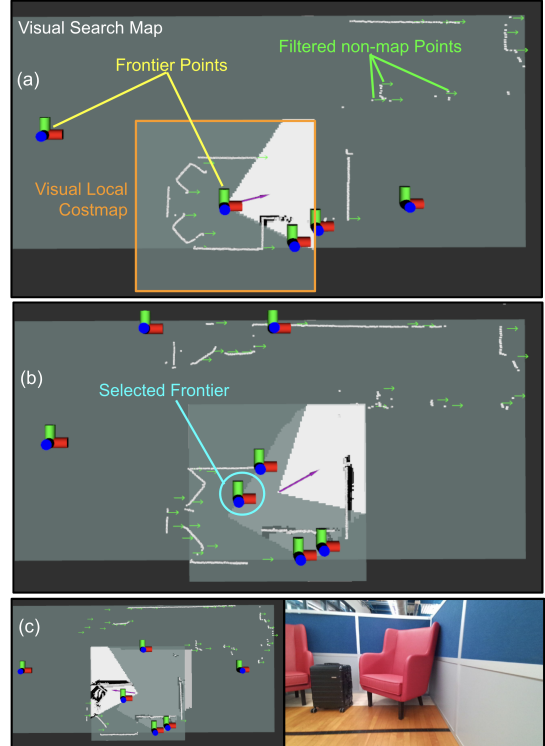 Visual Search Map
(a)
Frontier Points
Filtered non-map Points
Visual Local
Costmap
(b)
Selected Frontier
(c)